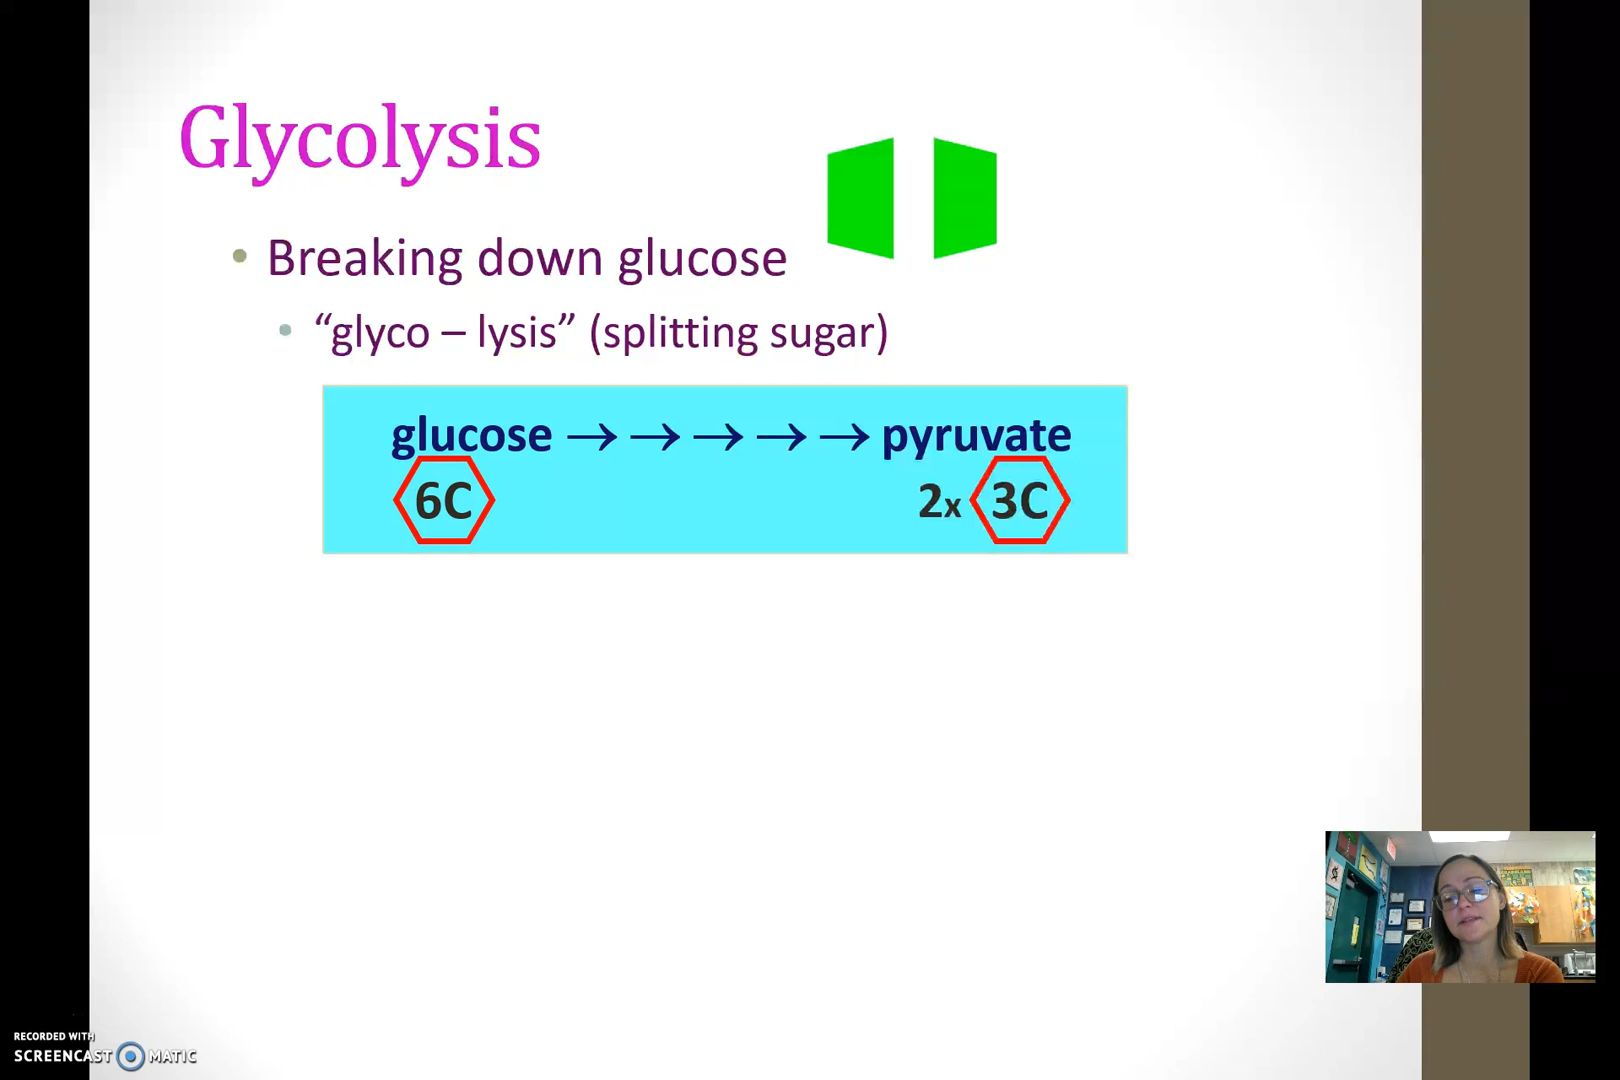 Glycolysis
• Breaking down glucose
• “glyco – lysis” (splitting sugar)
glucose → → → → → pyruvate
6C 2x 3C
RECORDED WITH
SCREENCAST MATIC